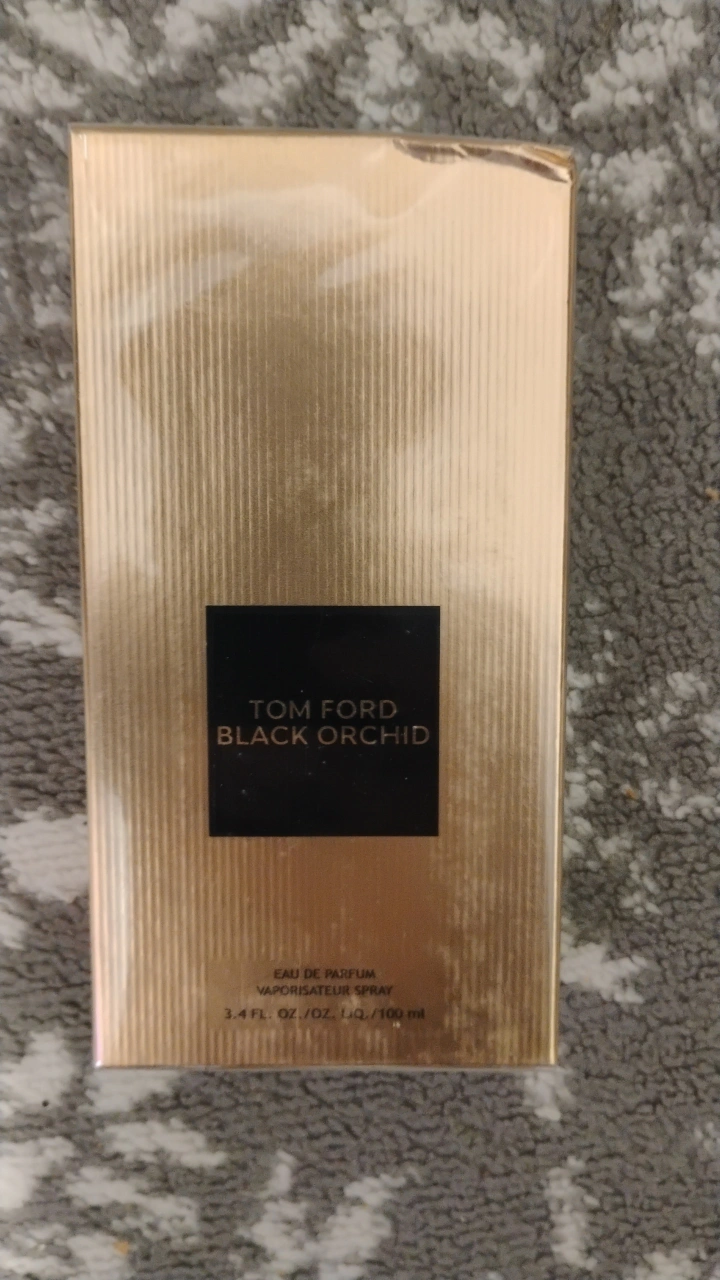 TOM FORD
BLACK ORCHID
EAU DE PARFUM
VAPORISATEUR SPRAY
3.4 FL. OZ./OZ. LIQ./100 ml